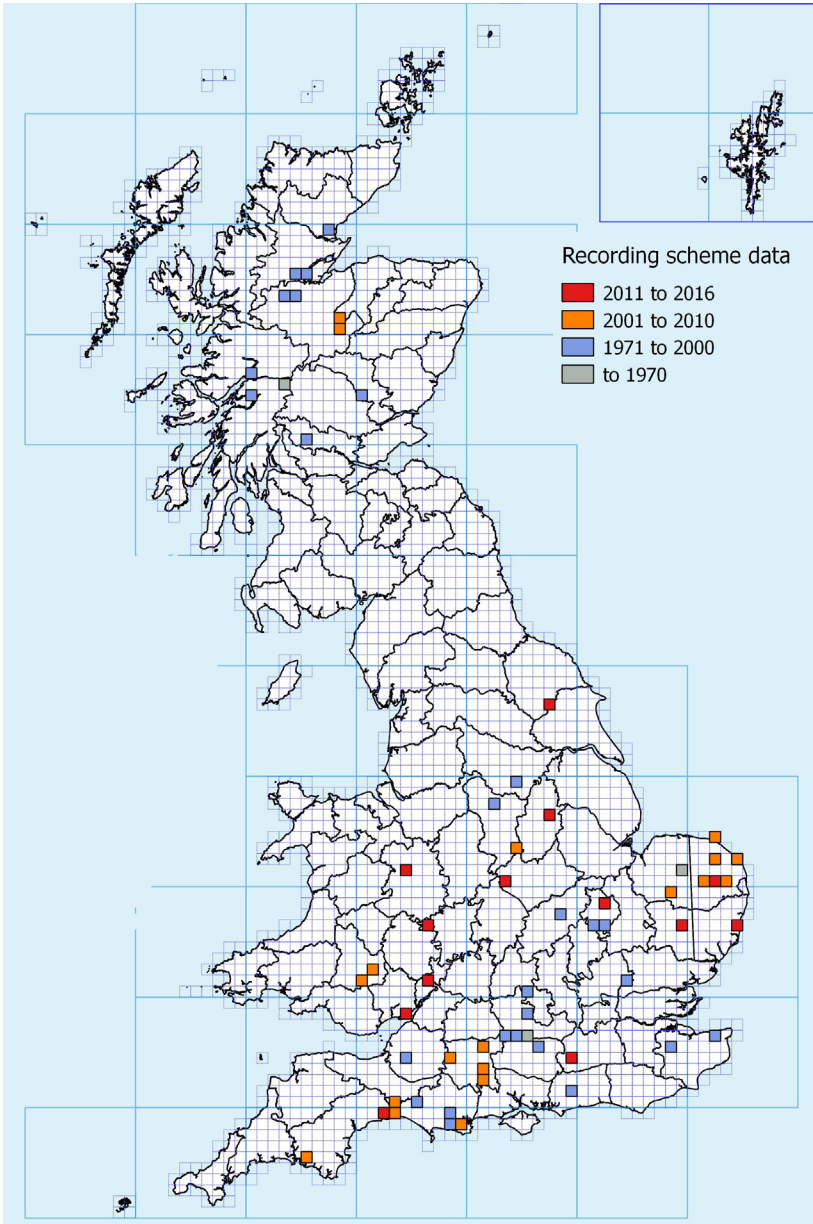 Recording scheme data
2011 to 2016
2001 to 2010
1971 to 2000
to 1970